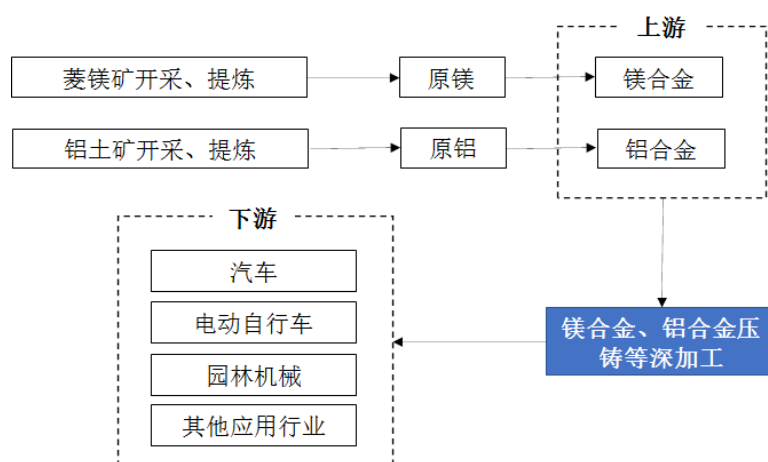 上游
菱镁矿开采、提炼
原镁
镁合金
铝土矿开采、提炼
原铝
铝合金
下游
汽车
电动自行车
园林机械
其他应用行业
镁合金、铝合金压
铸等深加工